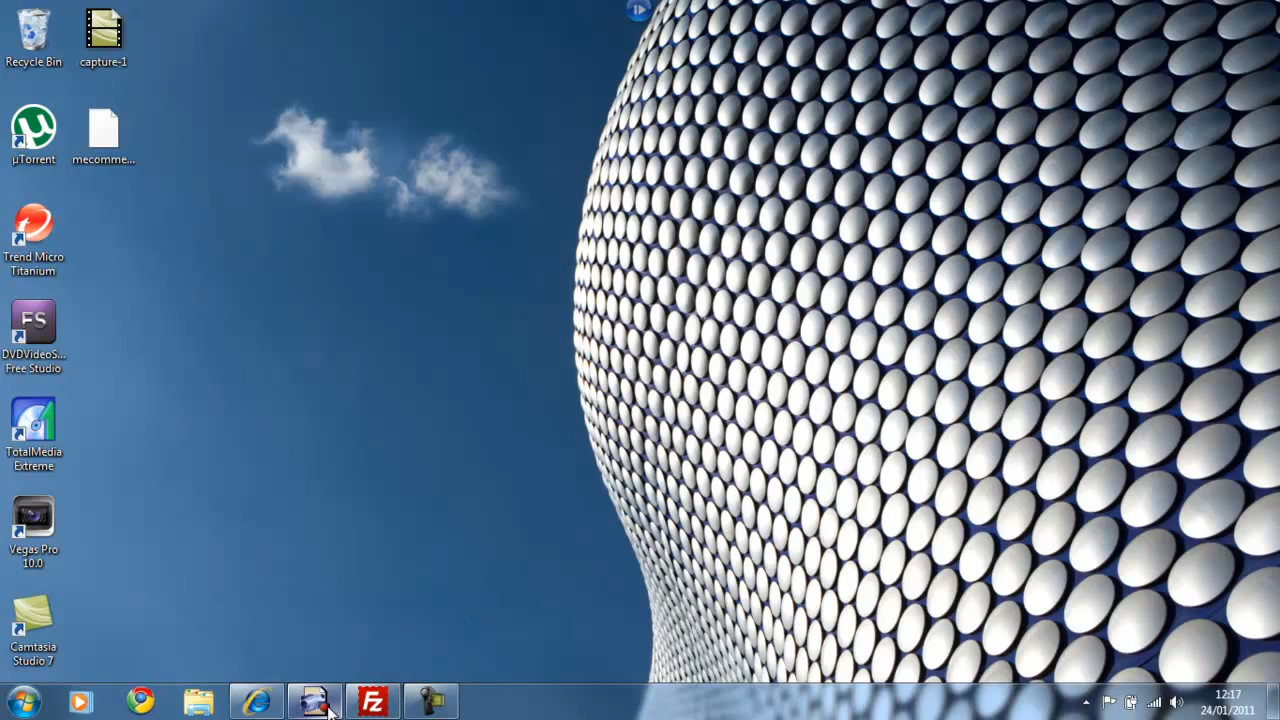 Recycle Bin
capture-1
µTorrent
mecomme...
Trend Micro
Titanium
FS
DVDVideoS...
Free Studio
TotalMedia
Extreme
Vegas Pro
10.0
Camtasia
Studio 7
Fz
12:17
24/01/2011